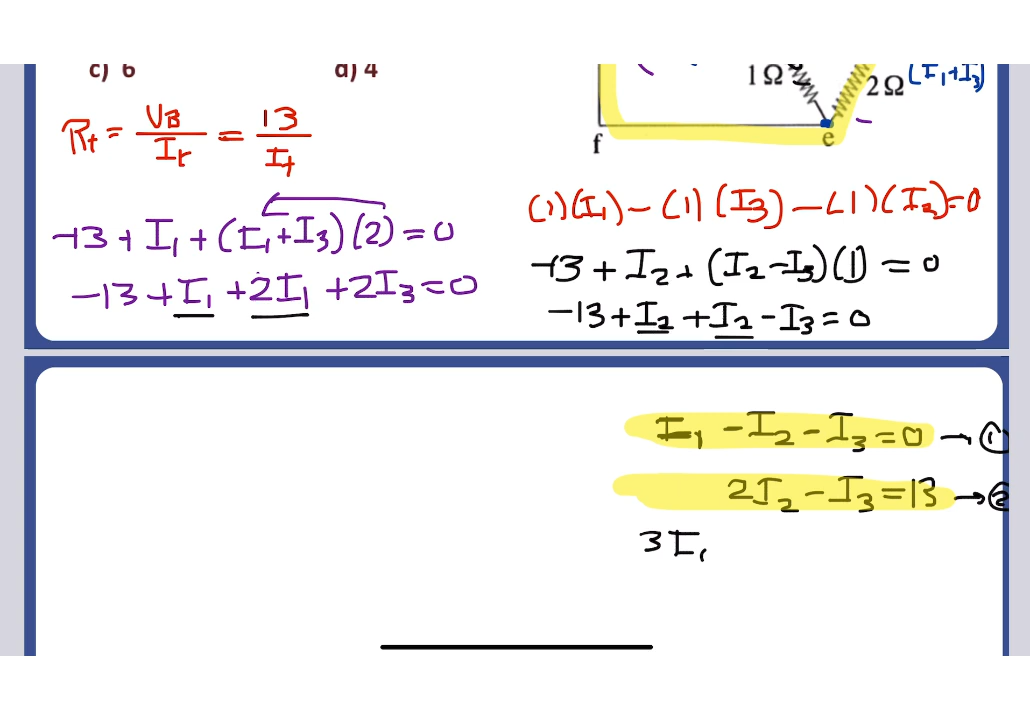 c) 6
d) 4
1 Ω
2 Ω
(I₁+I₃)
f
e
Rt = VB/It = 13/It
(1)(I₁) − (1)(I₃) − (1)(I₂) = 0
−13 + I₁ + (I₁+I₃)(2) = 0
−13 + I₂ + (I₂−I₃)(1) = 0
−13 + I₁ + 2I₁ + 2I₃ = 0
−13 + I₂ + I₂ − I₃ = 0
I₁ − I₂ − I₃ = 0 → ①
2I₂ − I₃ = 13 → ②
3I₁